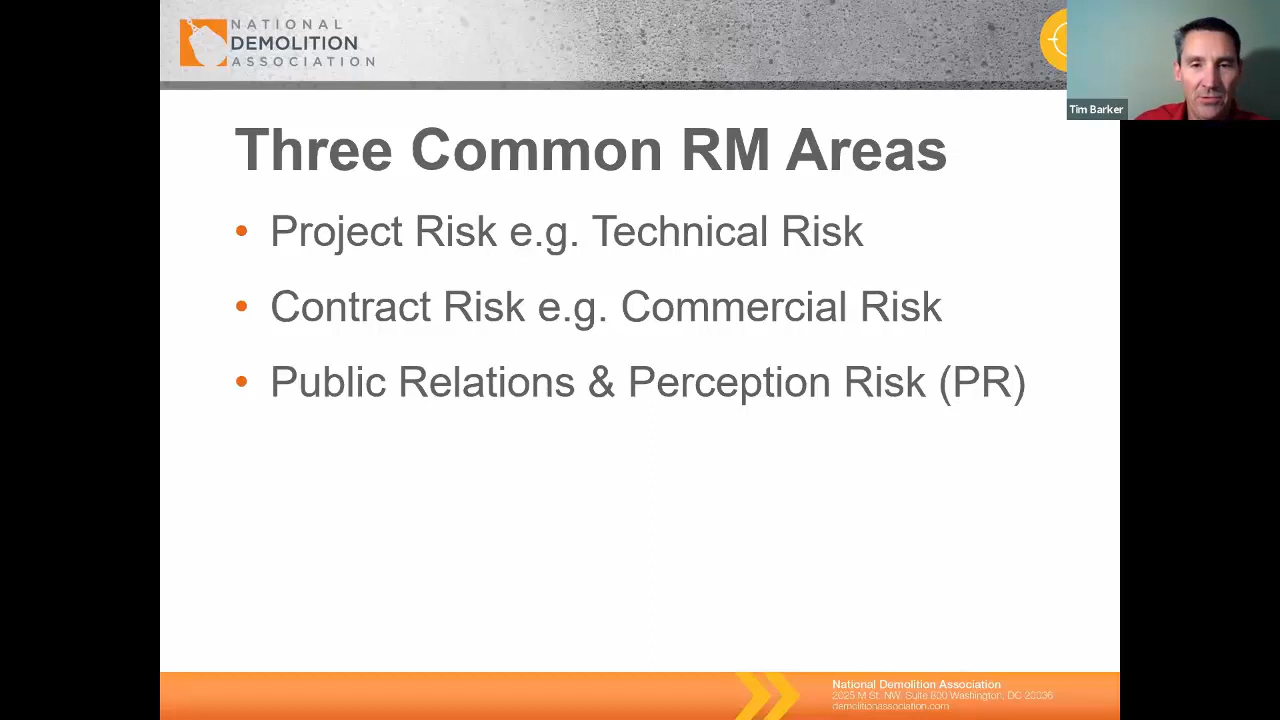 NATIONAL
DEMOLITION
ASSOCIATION
Tim Barker
Three Common RM Areas
• Project Risk e.g. Technical Risk
• Contract Risk e.g. Commercial Risk
• Public Relations & Perception Risk (PR)
National Demolition Association
2025 M St. NW, Suite 800 Washington, DC 20036
demolitionassociation.com